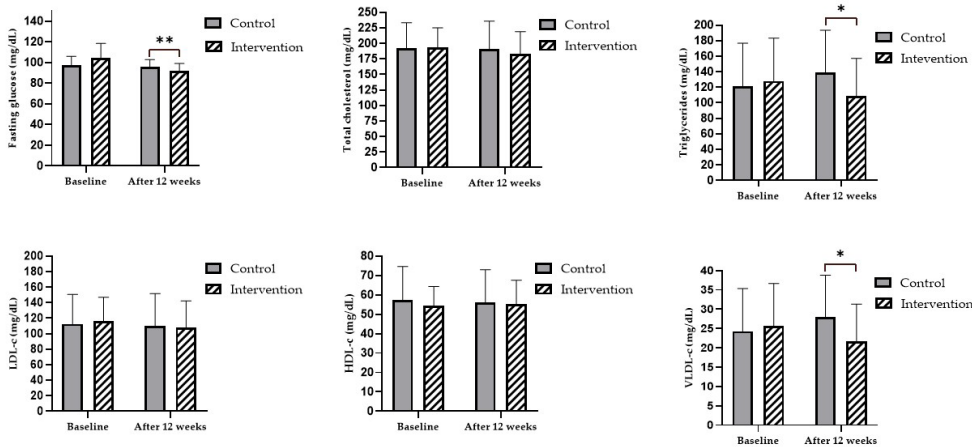 Fasting glucose (mg/dL)
140
120
100
80
60
40
20
0
**
Control
Intervention
Baseline
After 12 weeks
Total cholesterol (mg/dL)
250
225
200
175
150
125
100
75
50
25
0
Control
Intervention
Baseline
After 12 weeks
Triglycerides (mg/dL)
200
180
160
140
120
100
80
60
40
20
0
*
Control
Intevention
Baseline
After 12 weeks
LDL-c (mg/dL)
200
180
160
140
120
100
80
60
40
20
0
Control
Intervention
Baseline
After 12 weeks
HDL-c (mg/dL)
80
70
60
50
40
30
20
10
0
Control
Intervention
Baseline
After 12 weeks
VLDL-c (mg/dL)
40
35
30
25
20
15
10
5
0
*
Control
Intervention
Baseline
After 12 weeks